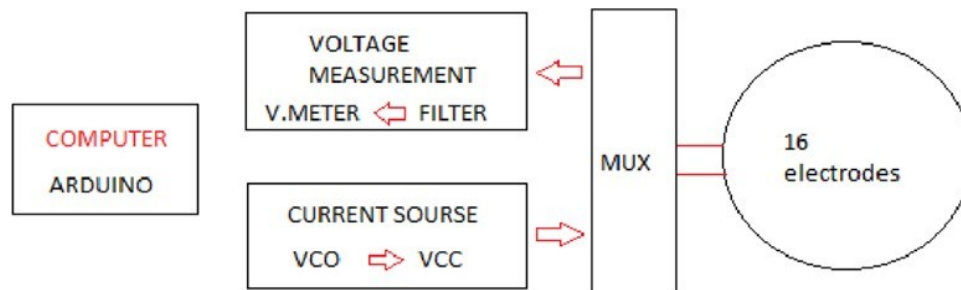 COMPUTER
ARDUINO
VOLTAGE
MEASUREMENT
V.METER FILTER
CURRENT SOURSE
VCO VCC
MUX
16
electrodes